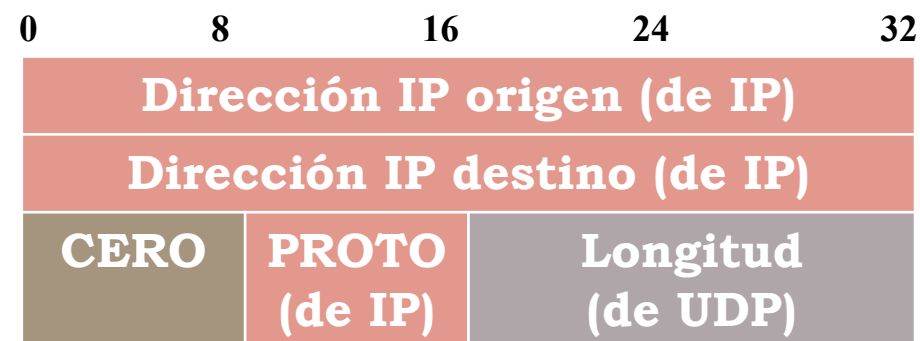 0 8 16 24 32
Dirección IP origen (de IP)
Dirección IP destino (de IP)
CERO PROTO Longitud
(de IP) (de UDP)